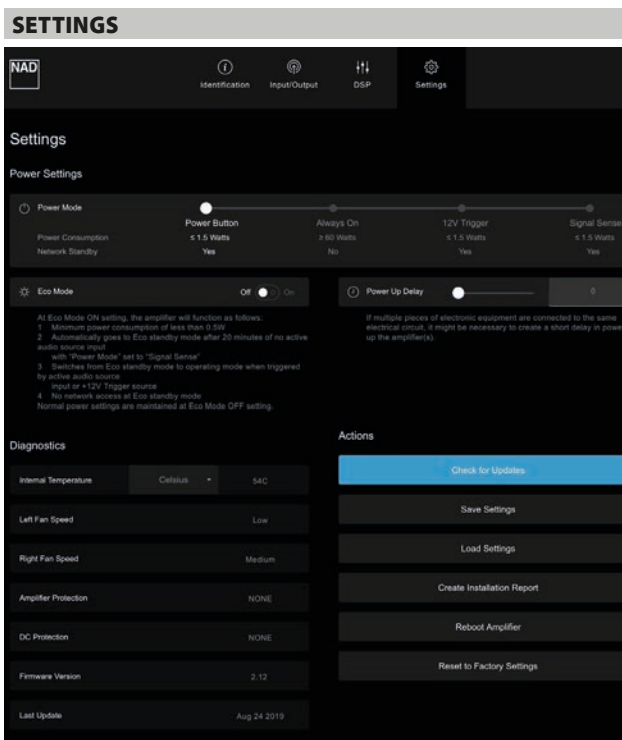 SETTINGS
NAD
Identification
Input/Output
DSP
Settings
Settings
Power Settings
Power Mode
Power Button
Always On
12V Trigger
Signal Sense
Power Consumption
≤ 1.5 Watts
≥ 60 Watts
≤ 1.5 Watts
≤ 1.5 Watts
Network Standby
Yes
No
Yes
Yes
Eco Mode
Off
On
At Eco Mode ON setting, the amplifier will function as follows:
1 Minimum power consumption of less than 0.5W
2 Automatically goes to Eco standby mode after 20 minutes of no active
audio source input
with "Power Mode" set to "Signal Sense"
3 Switches from Eco standby mode to operating mode when triggered
by active audio source
input or +12V Trigger source
4 No network access at Eco standby mode
Normal power settings are maintained at Eco Mode OFF setting.
Power Up Delay
0
If multiple pieces of electronic equipment are connected to the same
electrical circuit, it might be necessary to create a short delay in powe
up the amplifier(s).
Diagnostics
Internal Temperature
Celsius
54C
Left Fan Speed
Low
Right Fan Speed
Medium
Amplifier Protection
NONE
DC Protection
NONE
Firmware Version
2.12
Last Update
Aug 24 2019
Actions
Check for Updates
Save Settings
Load Settings
Create Installation Report
Reboot Amplifier
Reset to Factory Settings